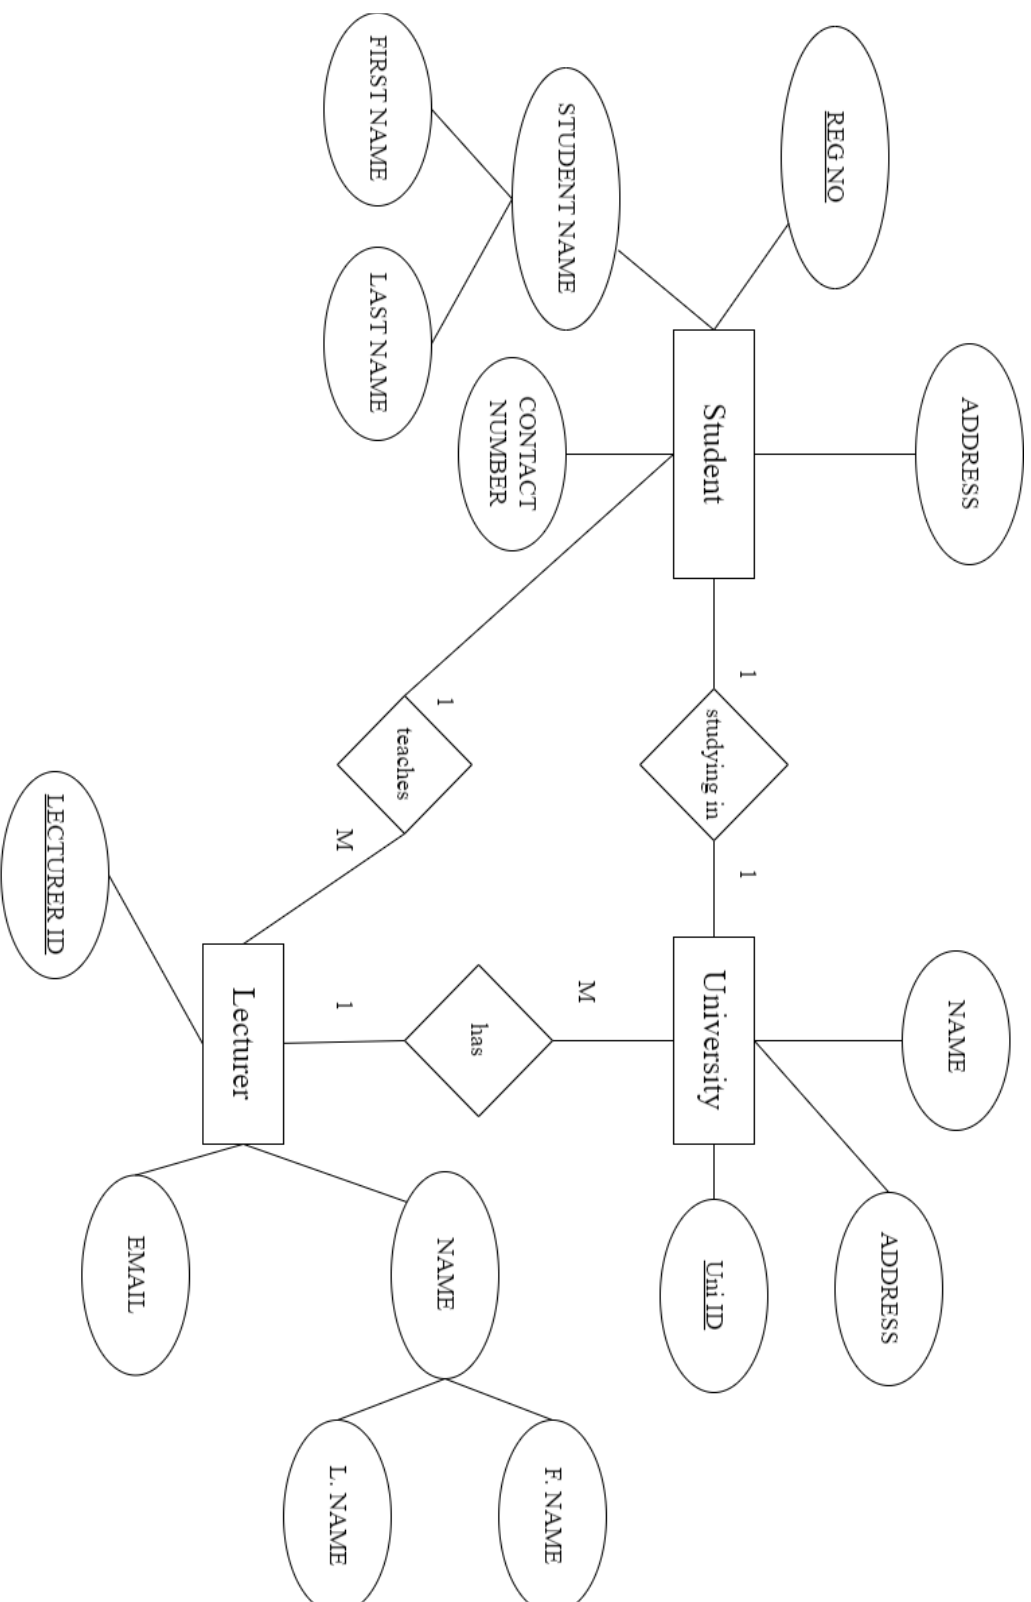 ADDRESS
NAME
ADDRESS
REG NO
Student
1
studying in
1
University
Uni ID
STUDENT NAME
CONTACT
NUMBER
M
F. NAME
FIRST NAME
LAST NAME
1
teaches
M
has
1
NAME
L. NAME
Lecturer
LECTURER ID
EMAIL